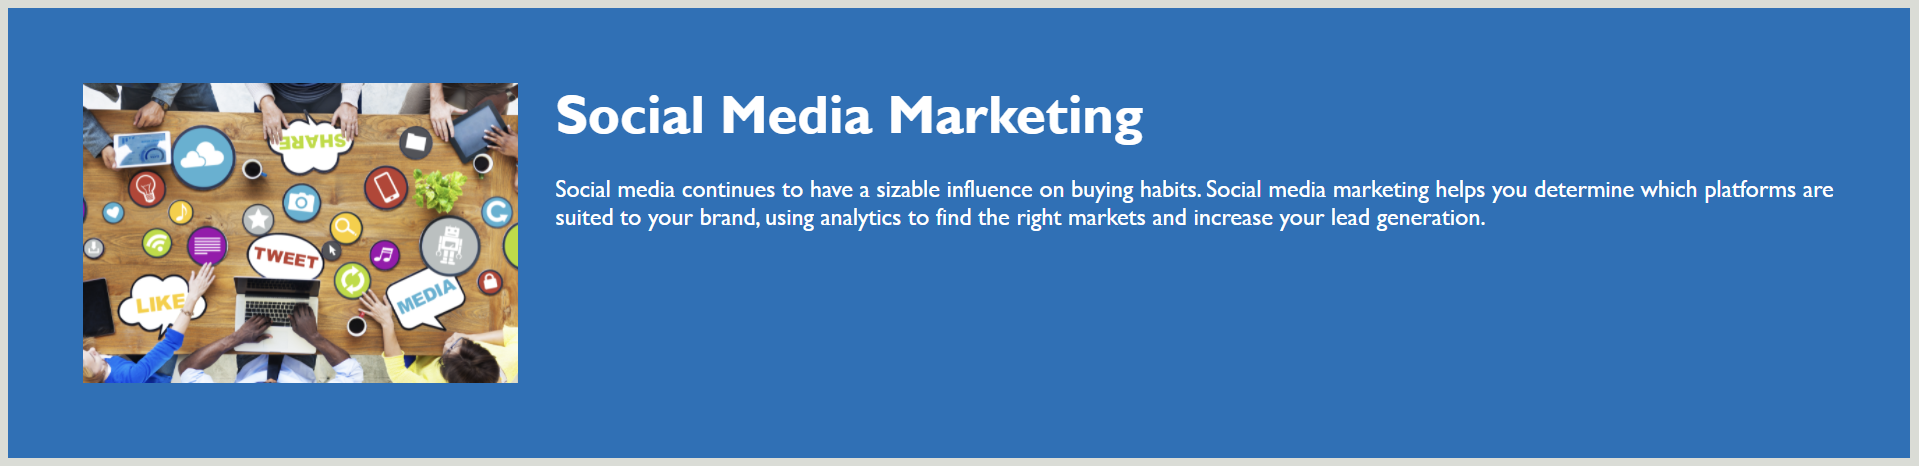 Social Media Marketing
Social media continues to have a sizable influence on buying habits. Social media marketing helps you determine which platforms are
suited to your brand, using analytics to find the right markets and increase your lead generation.
SHARE
TWEET
LIKE
MEDIA